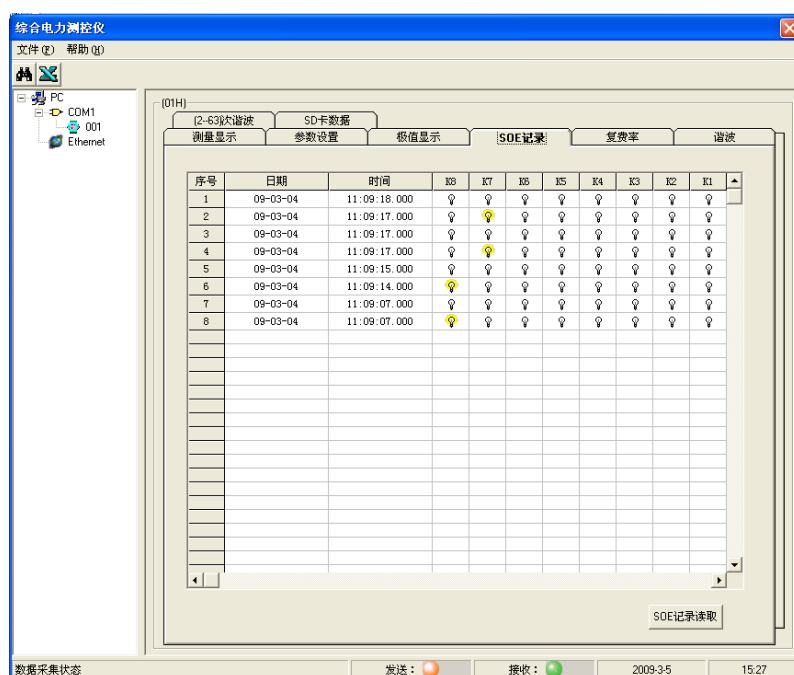 综合电力测控仪
文件(F) 帮助(H)
PC
COM1
001
Ethernet
(01H)
(2-63)次谐波 SD卡数据
测量显示 参数设置 极值显示 SOE记录 复费率 谐波
序号 日期 时间 K8 K7 K6 K5 K4 K3 K2 K1
1 09-03-04 11:09:18.000
2 09-03-04 11:09:17.000
3 09-03-04 11:09:17.000
4 09-03-04 11:09:17.000
5 09-03-04 11:09:15.000
6 09-03-04 11:09:14.000
7 09-03-04 11:09:07.000
8 09-03-04 11:09:07.000
SOE记录读取
数据采集状态 发送： 接收： 2009-3-5 15:27